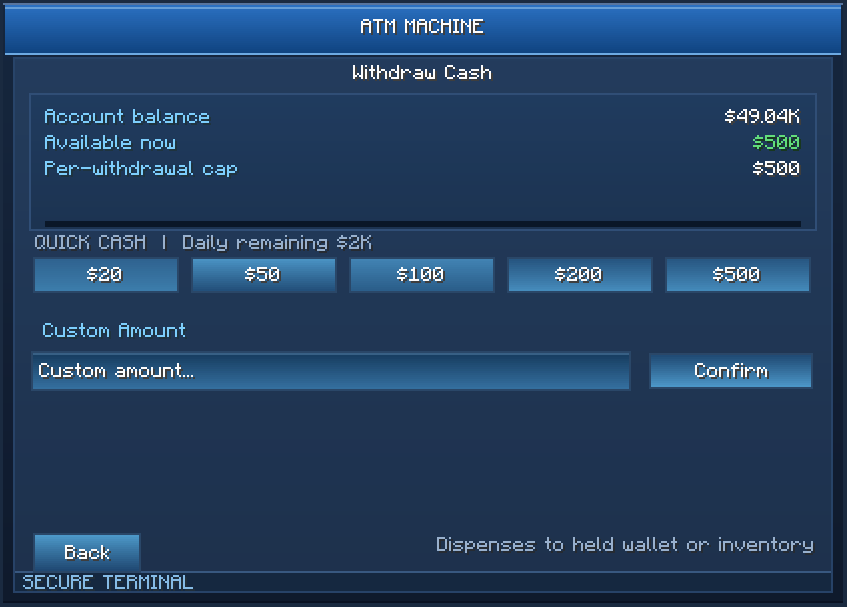 ATM MACHINE
Withdraw Cash
Account balance $49.04K
Available now $500
Per-withdrawal cap $500
QUICK CASH | Daily remaining $2K
$20 $50 $100 $200 $500
Custom Amount
Custom amount... Confirm
Back Dispenses to held wallet or inventory
SECURE TERMINAL